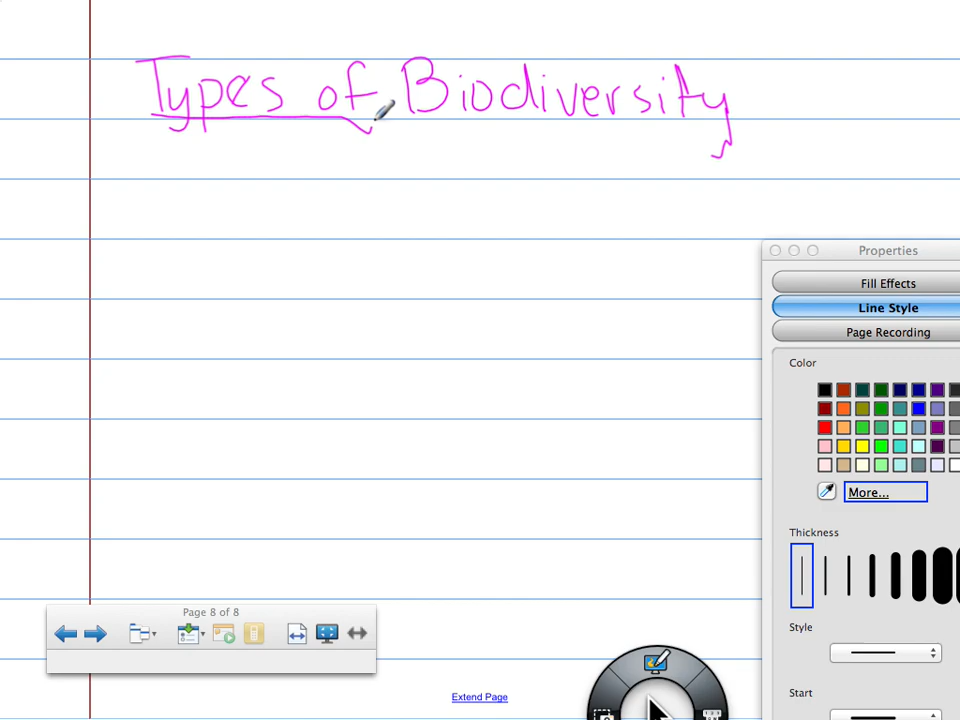 Types of Biodiversity
Properties
Fill Effects
Line Style
Page Recording
Color
More...
Thickness
Style
Start
Page 8 of 8
Extend Page